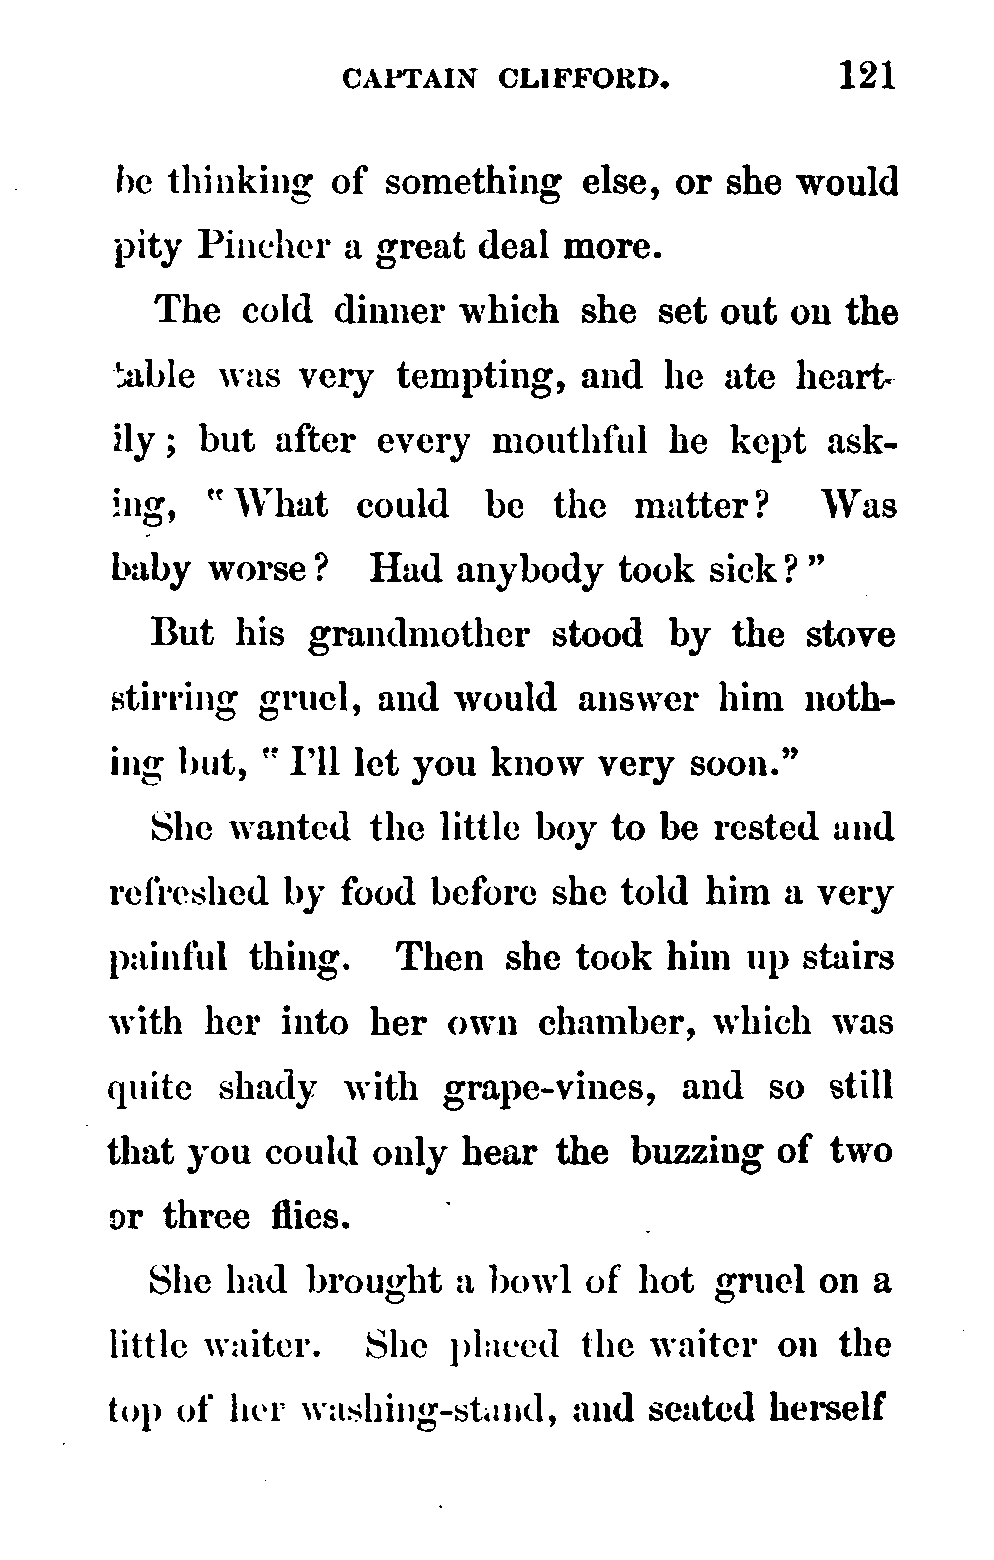 CAPTAIN CLIFFORD. 121
be thinking of something else, or she would
pity Pincher a great deal more.
The cold dinner which she set out on the
table was very tempting, and he ate heart-
ily; but after every mouthful he kept ask-
ing, "What could be the matter? Was
baby worse? Had anybody took sick?"
But his grandmother stood by the stove
stirring gruel, and would answer him noth-
ing but, "I'll let you know very soon."
She wanted the little boy to be rested and
refreshed by food before she told him a very
painful thing. Then she took him up stairs
with her into her own chamber, which was
quite shady with grape-vines, and so still
that you could only hear the buzzing of two
or three flies.
She had brought a bowl of hot gruel on a
little waiter. She placed the waiter on the
top of her washing-stand, and seated herself